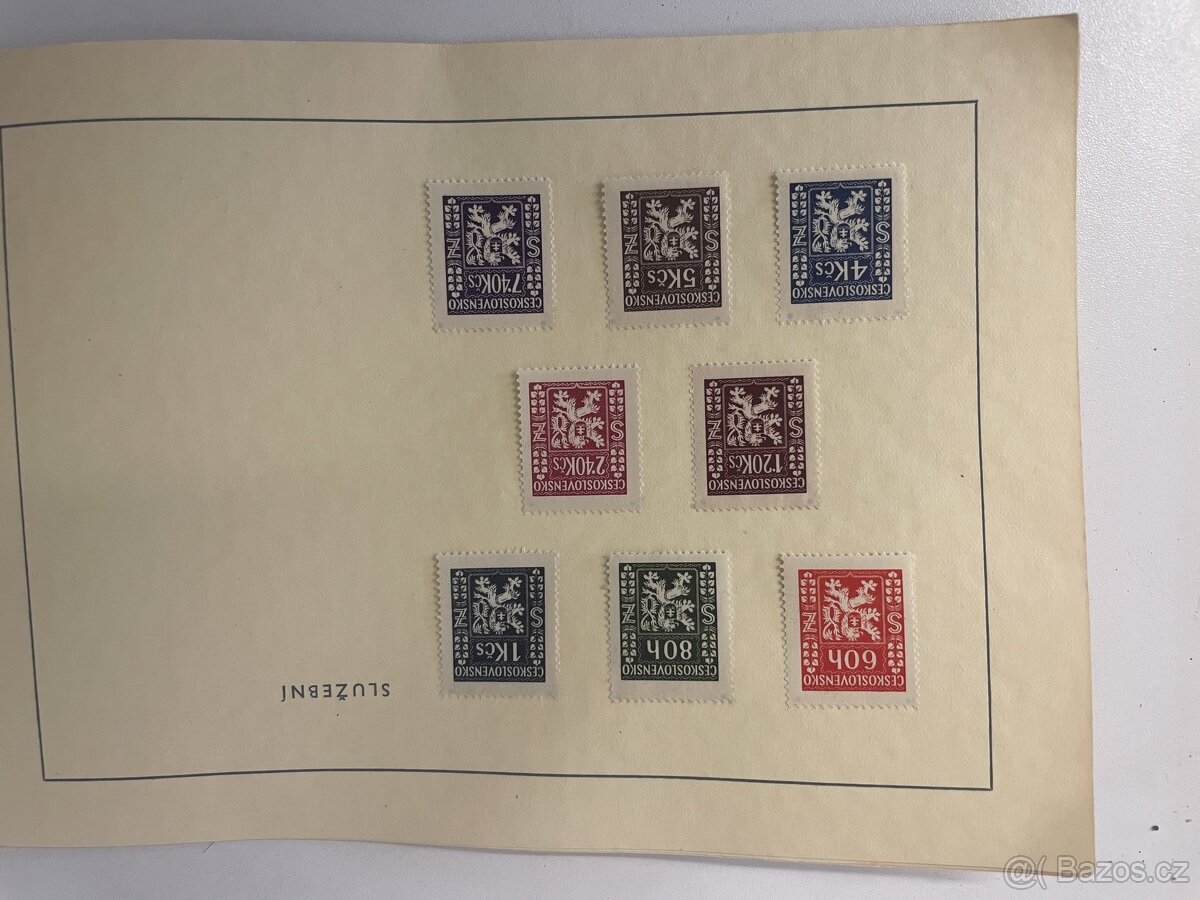 SLUŽEBNÍ
ČESKOSLOVENSKO
60h
S Z
ČESKOSLOVENSKO
80h
S Z
ČESKOSLOVENSKO
1KČS
S Z
ČESKOSLOVENSKO
1'20KČS
S Z
ČESKOSLOVENSKO
2'40KČS
S Z
ČESKOSLOVENSKO
4KČS
S Z
ČESKOSLOVENSKO
5KČS
S Z
ČESKOSLOVENSKO
7'40KČS
S Z
Bazos.cz